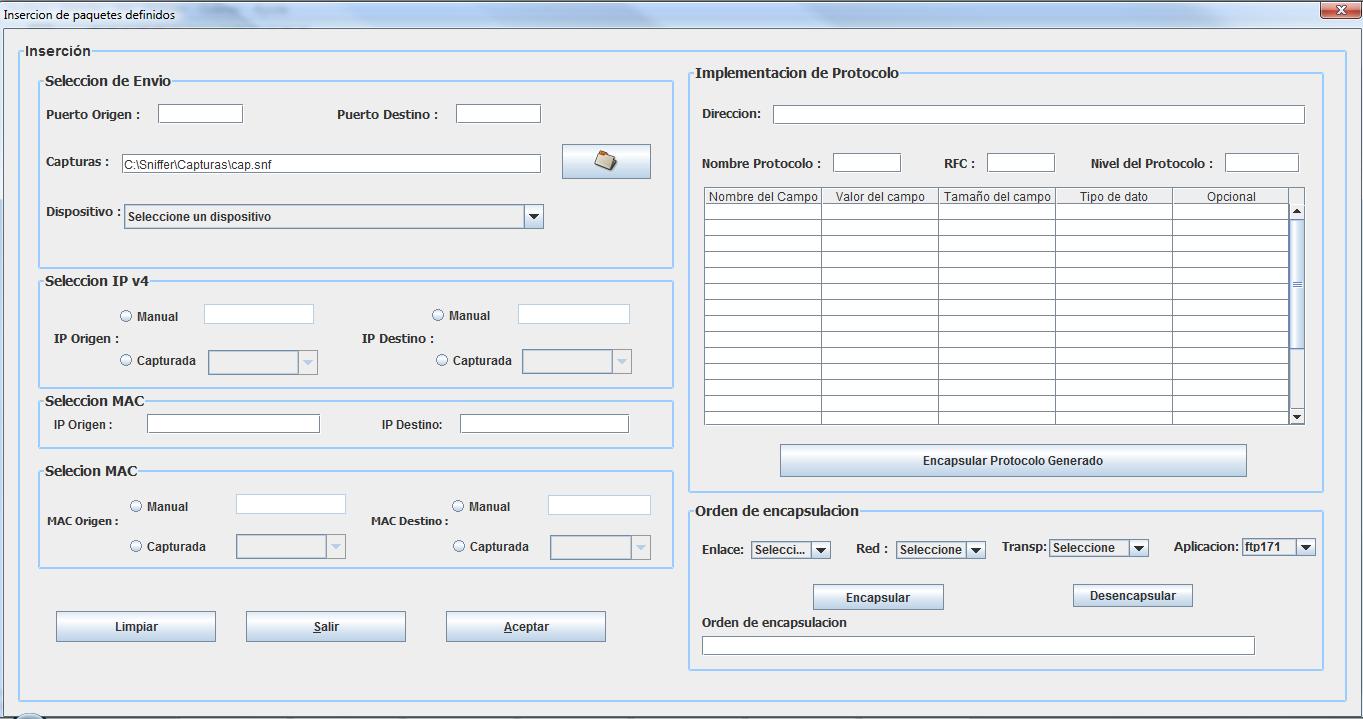 Insercion de paquetes definidos
Inserción
Seleccion de Envio
Puerto Origen :
Puerto Destino :
Capturas :
C:\Sniffer\Capturas\cap.snf
Dispositivo :
Seleccione un dispositivo
Seleccion IP v4
Manual
Manual
IP Origen :
IP Destino :
Capturada
Capturada
Seleccion MAC
IP Origen :
IP Destino:
Selecion MAC
Manual
Manual
MAC Origen :
MAC Destino :
Capturada
Capturada
Limpiar
Salir
Aceptar
Implementacion de Protocolo
Direccion:
Nombre Protocolo :
RFC :
Nivel del Protocolo :
Nombre del Campo
Valor del campo
Tamaño del campo
Tipo de dato
Opcional
Encapsular Protocolo Generado
Orden de encapsulacion
Enlace:
Selecci...
Red :
Seleccione
Transp:
Seleccione
Aplicacion:
ftp171
Encapsular
Desencapsular
Orden de encapsulacion